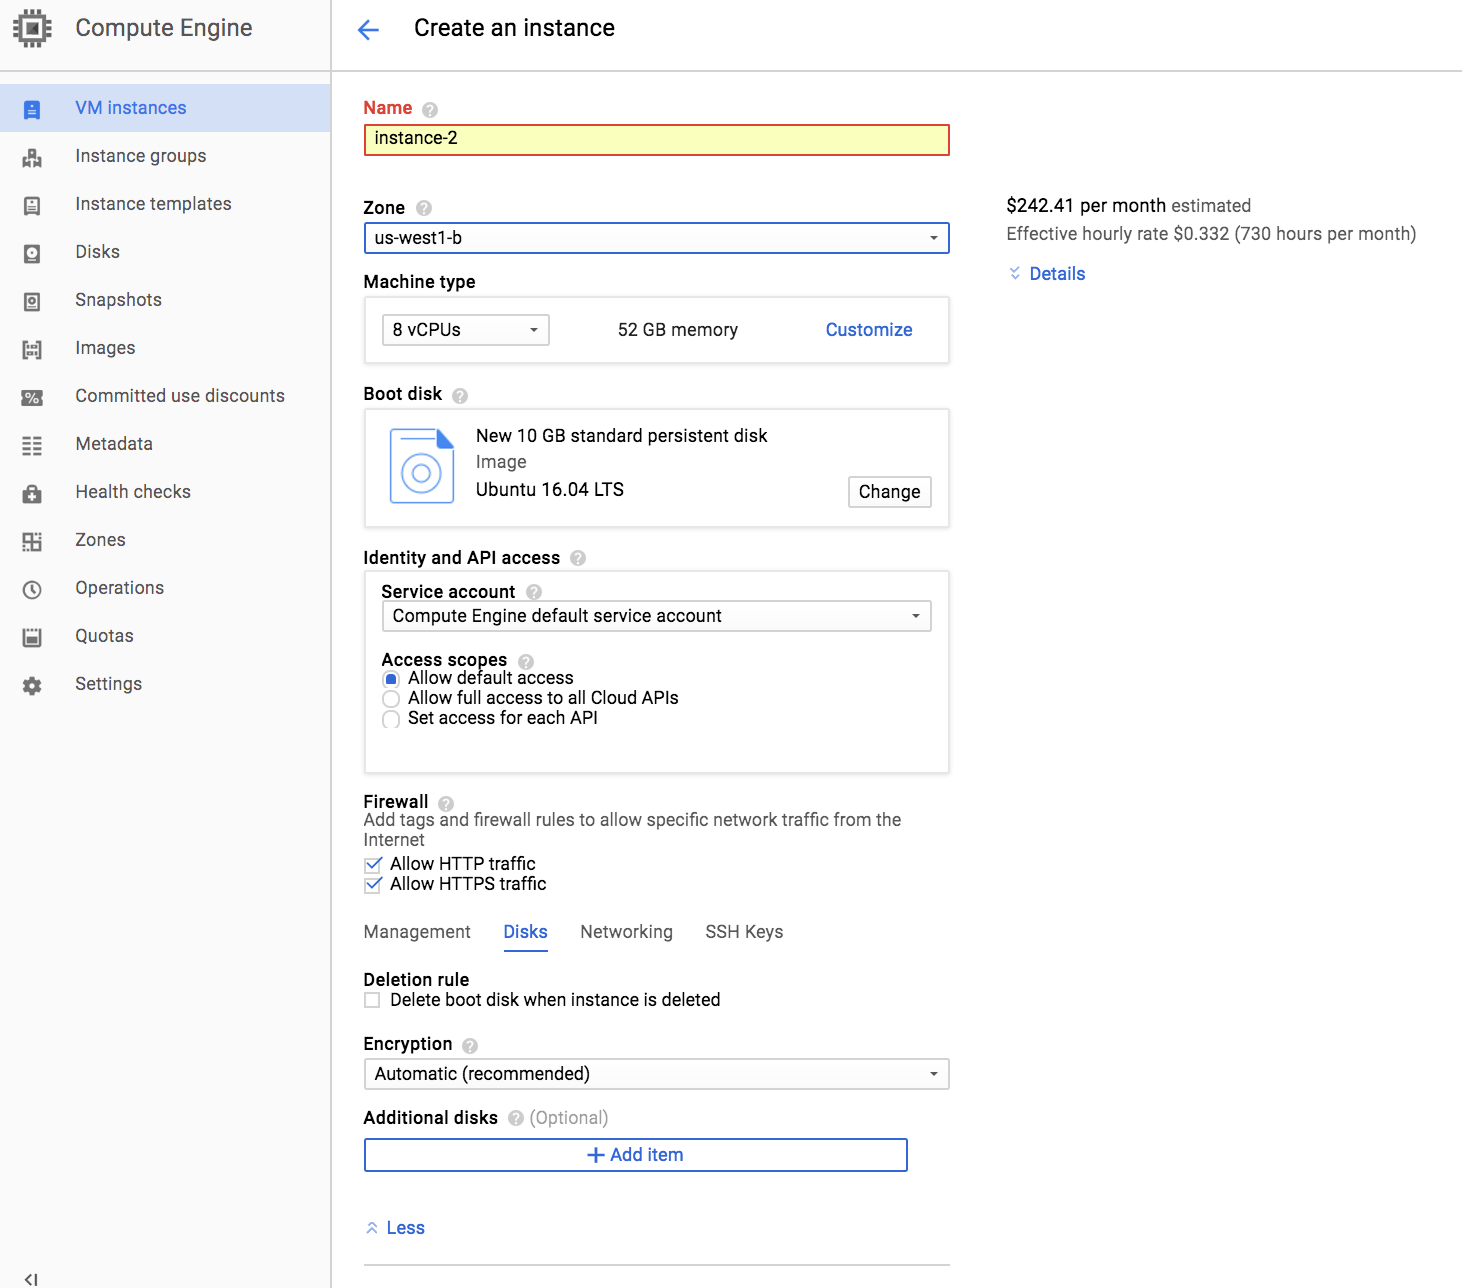 Compute Engine
VM instances
Instance groups
Instance templates
Disks
Snapshots
Images
Committed use discounts
Metadata
Health checks
Zones
Operations
Quotas
Settings
Create an instance
Name ?
instance-2
Zone ?
us-west1-b
Machine type
8 vCPUs 52 GB memory Customize
Boot disk ?
New 10 GB standard persistent disk
Image
Ubuntu 16.04 LTS
Change
Identity and API access ?
Service account ?
Compute Engine default service account
Access scopes ?
Allow default access
Allow full access to all Cloud APIs
Set access for each API
Firewall ?
Add tags and firewall rules to allow specific network traffic from the
Internet
Allow HTTP traffic
Allow HTTPS traffic
Management Disks Networking SSH Keys
Deletion rule
Delete boot disk when instance is deleted
Encryption ?
Automatic (recommended)
Additional disks ? (Optional)
+ Add item
Less
$242.41 per month estimated
Effective hourly rate $0.332 (730 hours per month)
Details